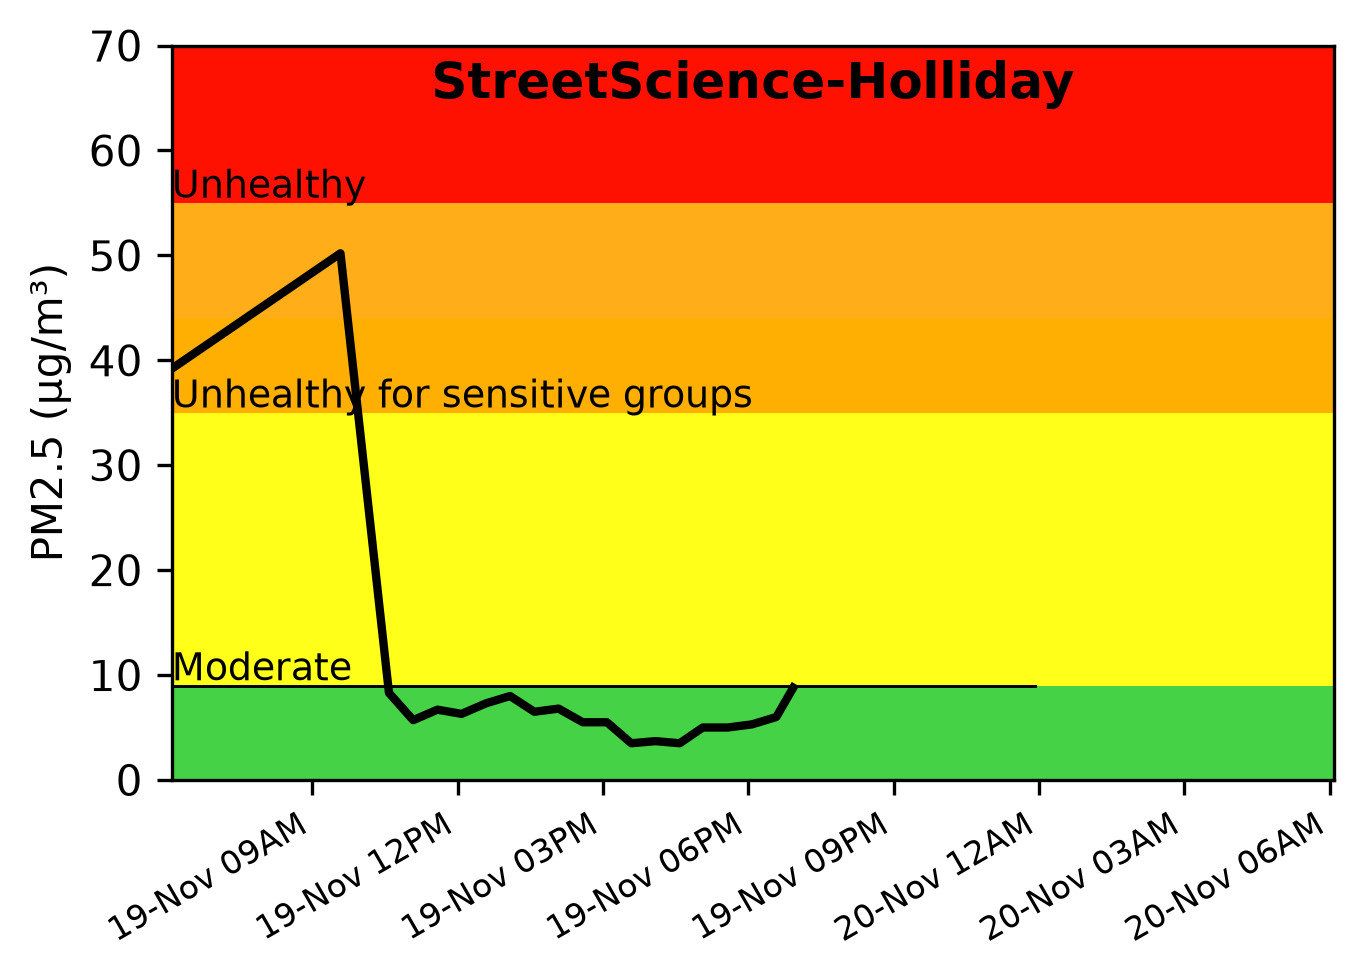 StreetScience-Holliday
PM2.5 (µg/m³)
70
60
50
40
30
20
10
0
Unhealthy
Unhealthy for sensitive groups
Moderate
19-Nov 09AM
19-Nov 12PM
19-Nov 03PM
19-Nov 06PM
19-Nov 09PM
20-Nov 12AM
20-Nov 03AM
20-Nov 06AM